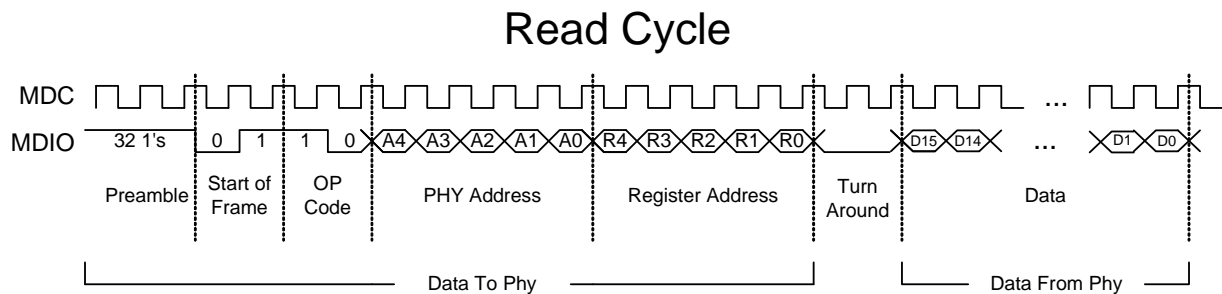 Read Cycle
MDC ...
MDIO 32 1's 0 1 1 0 A4 A3 A2 A1 A0 R4 R3 R2 R1 R0 D15 D14 ... D1 D0
Preamble Start of Frame OP Code PHY Address Register Address Turn Around Data
Data To Phy Data From Phy